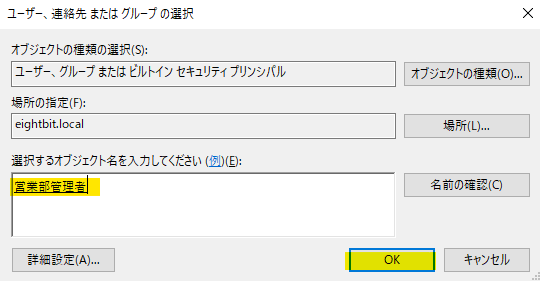 ユーザー、連絡先 または グループ の選択
オブジェクトの種類の選択(S):
ユーザー、グループ または ビルトイン セキュリティ プリンシパル
オブジェクトの種類(O)...
場所の指定(F):
eightbit.local
場所(L)...
選択するオブジェクト名を入力してください (例)(E):
営業部管理者
名前の確認(C)
詳細設定(A)...
OK
キャンセル